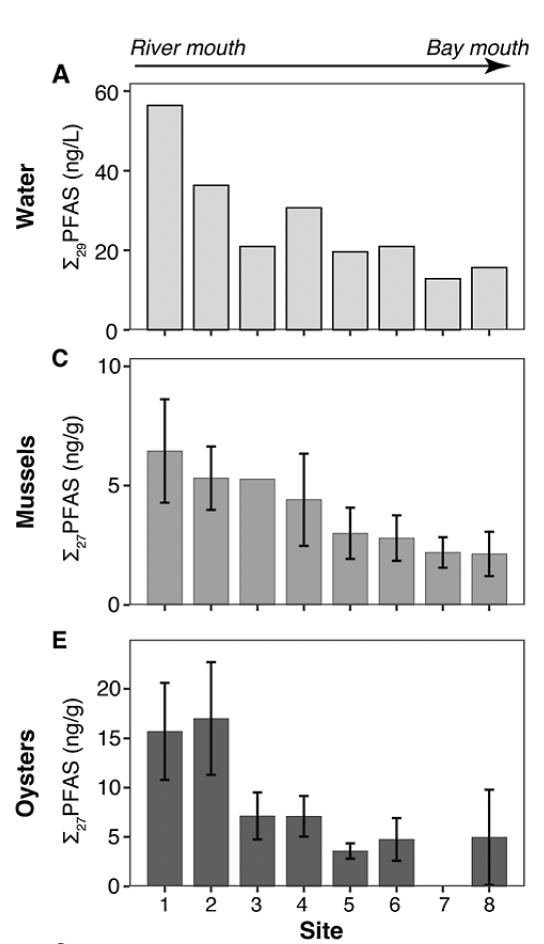 River mouth Bay mouth
A
Water
Σ29PFAS (ng/L)
60
40
20
0
C
Mussels
Σ27PFAS (ng/g)
10
5
0
E
Oysters
Σ27PFAS (ng/g)
20
15
10
5
0
1 2 3 4 5 6 7 8
Site